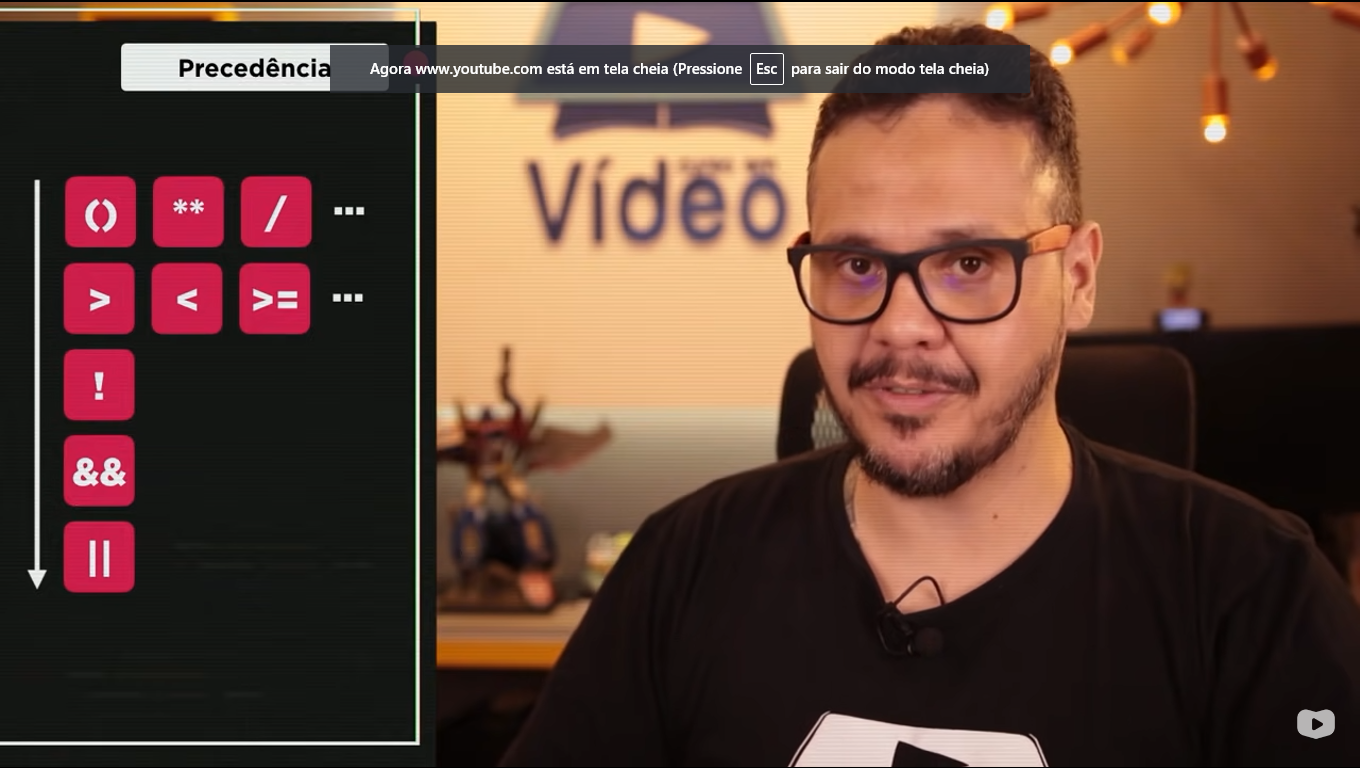 Precedência
Agora www.youtube.com está em tela cheia (Pressione Esc para sair do modo tela cheia)
Vídeo
() ** / ...
> < >= ...
!
&&
||